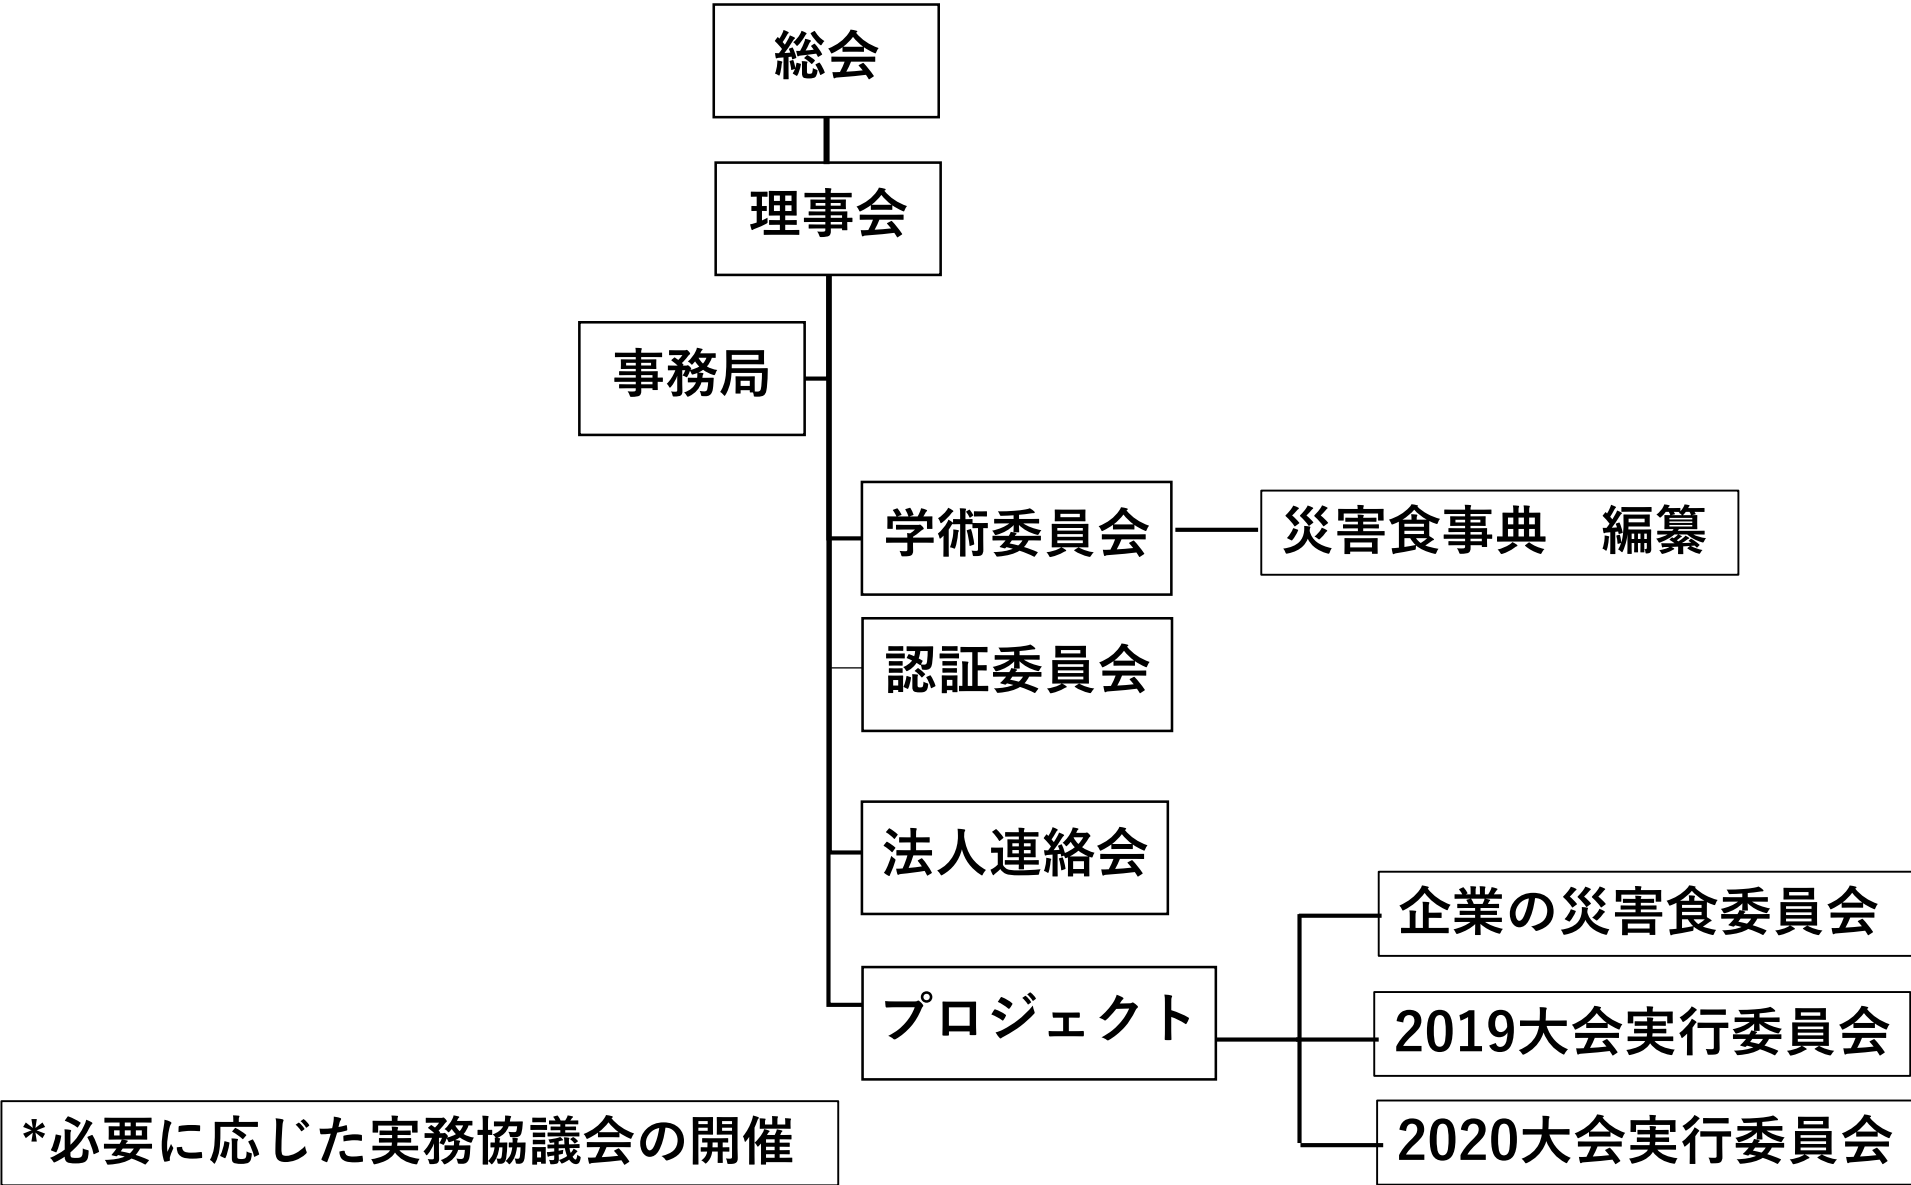 総会
理事会
事務局
学術委員会
災害食事典　編纂
認証委員会
法人連絡会
プロジェクト
企業の災害食委員会
2019大会実行委員会
2020大会実行委員会
*必要に応じた実務協議会の開催